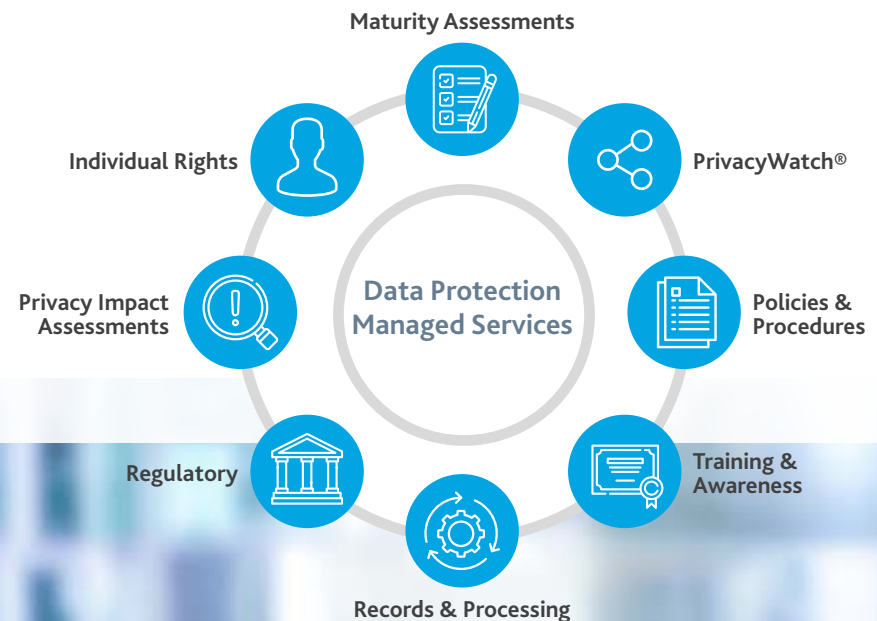 Maturity Assessments
Individual Rights
PrivacyWatch®
Data Protection
Managed Services
Privacy Impact
Assessments
Policies &
Procedures
Regulatory
Training &
Awareness
Records & Processing